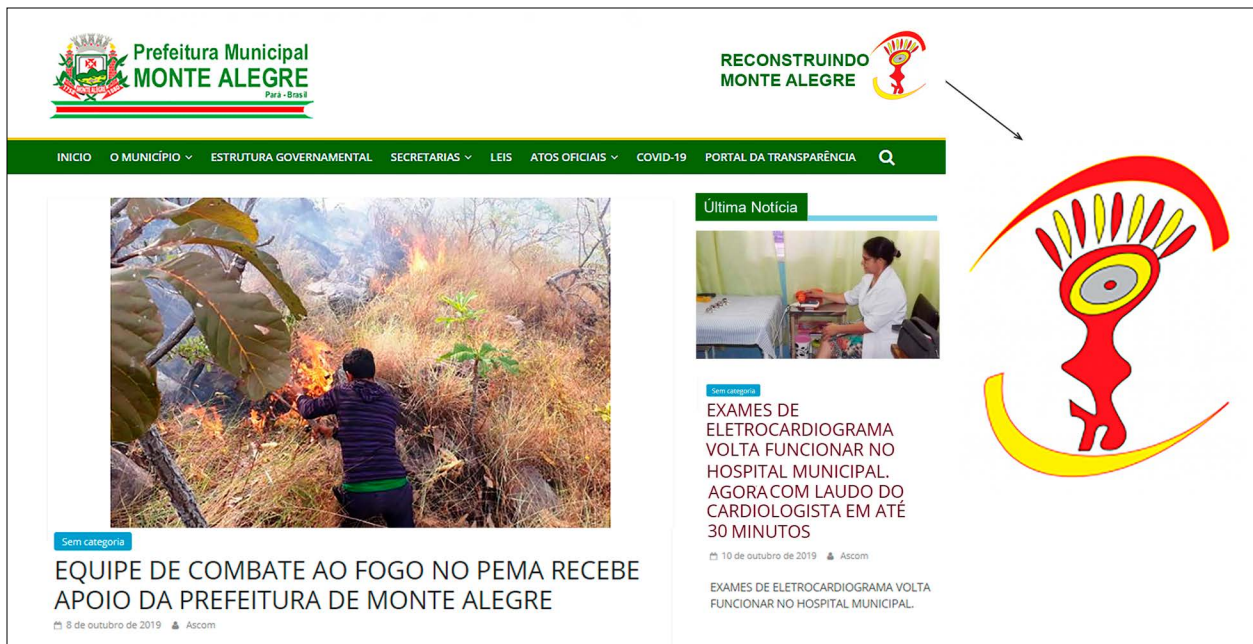 Prefeitura Municipal
MONTE ALEGRE
Pará - Brasil
RECONSTRUINDO
MONTE ALEGRE
INICIO O MUNICÍPIO ESTRUTURA GOVERNAMENTAL SECRETARIAS LEIS ATOS OFICIAIS COVID-19 PORTAL DA TRANSPARÊNCIA
Sem categoria
EQUIPE DE COMBATE AO FOGO NO PEMA RECEBE
APOIO DA PREFEITURA DE MONTE ALEGRE
8 de outubro de 2019 Ascom
Última Notícia
Sem categoria
EXAMES DE
ELETROCARDIOGRAMA
VOLTA FUNCIONAR NO
HOSPITAL MUNICIPAL.
AGORA COM LAUDO DO
CARDIOLOGISTA EM ATÉ
30 MINUTOS
10 de outubro de 2019 Ascom
EXAMES DE ELETROCARDIOGRAMA VOLTA
FUNCIONAR NO HOSPITAL MUNICIPAL.